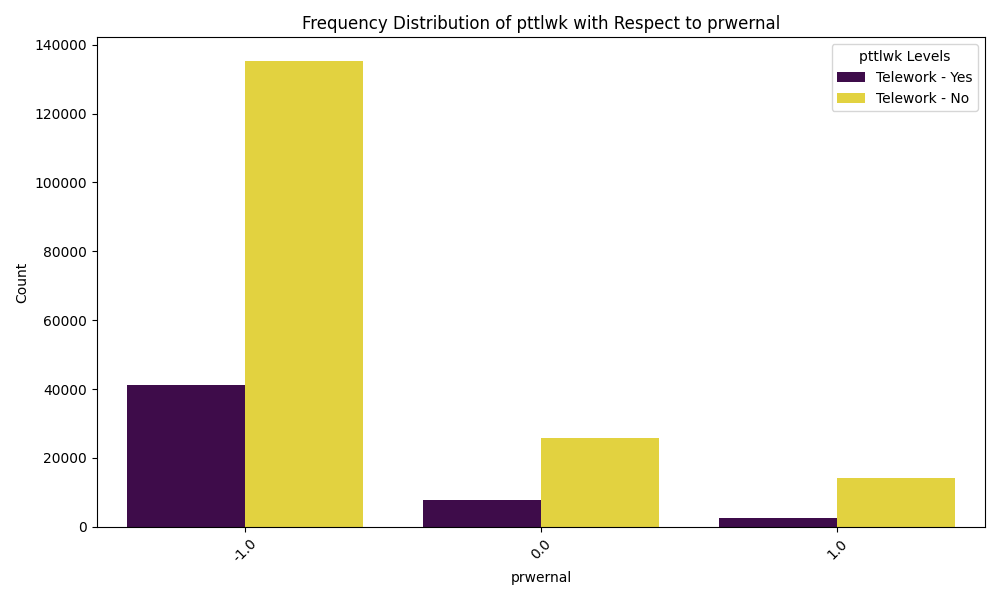 Frequency Distribution of pttlwk with Respect to prwernal
pttlwk Levels
Telework - Yes
Telework - No
140000
120000
100000
80000
60000
40000
20000
0
Count
-1.0
0.0
1.0
prwernal